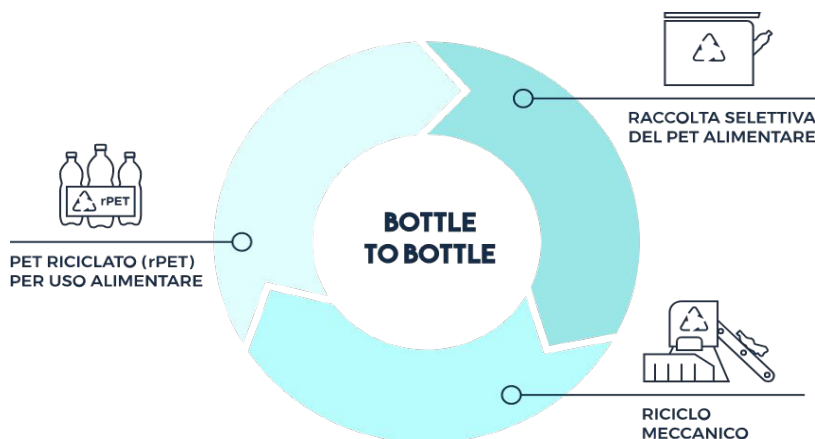 RACCOLTA SELETTIVA
DEL PET ALIMENTARE
rPET
BOTTLE
TO BOTTLE
PET RICICLATO (rPET)
PER USO ALIMENTARE
RICICLO
MECCANICO